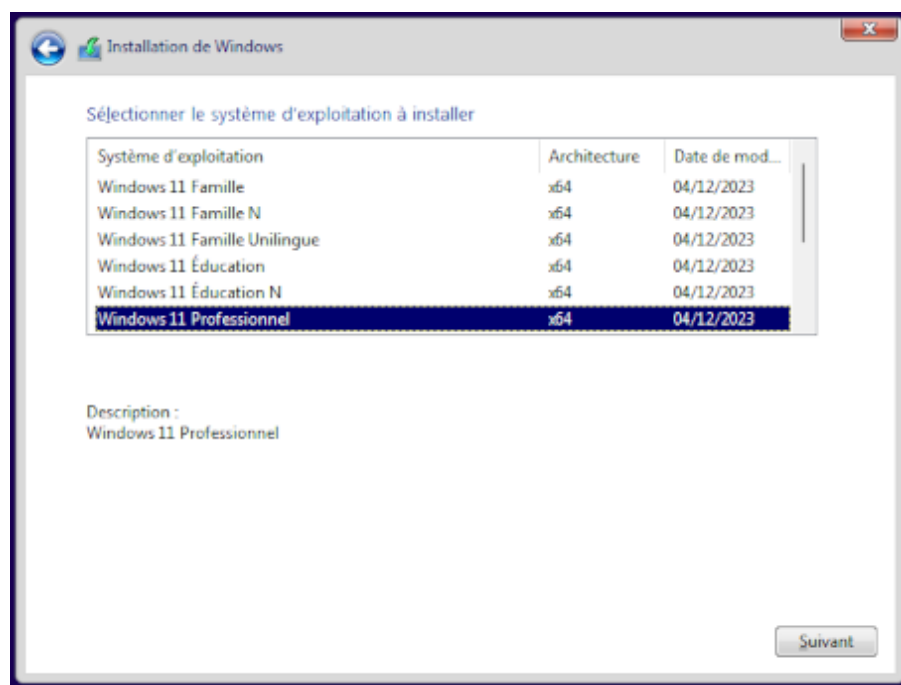 Installation de Windows
Sélectionner le système d'exploitation à installer
Système d'exploitation Architecture Date de mod...
Windows 11 Famille x64 04/12/2023
Windows 11 Famille N x64 04/12/2023
Windows 11 Famille Unilingue x64 04/12/2023
Windows 11 Éducation x64 04/12/2023
Windows 11 Éducation N x64 04/12/2023
Windows 11 Professionnel x64 04/12/2023
Description :
Windows 11 Professionnel
Suivant